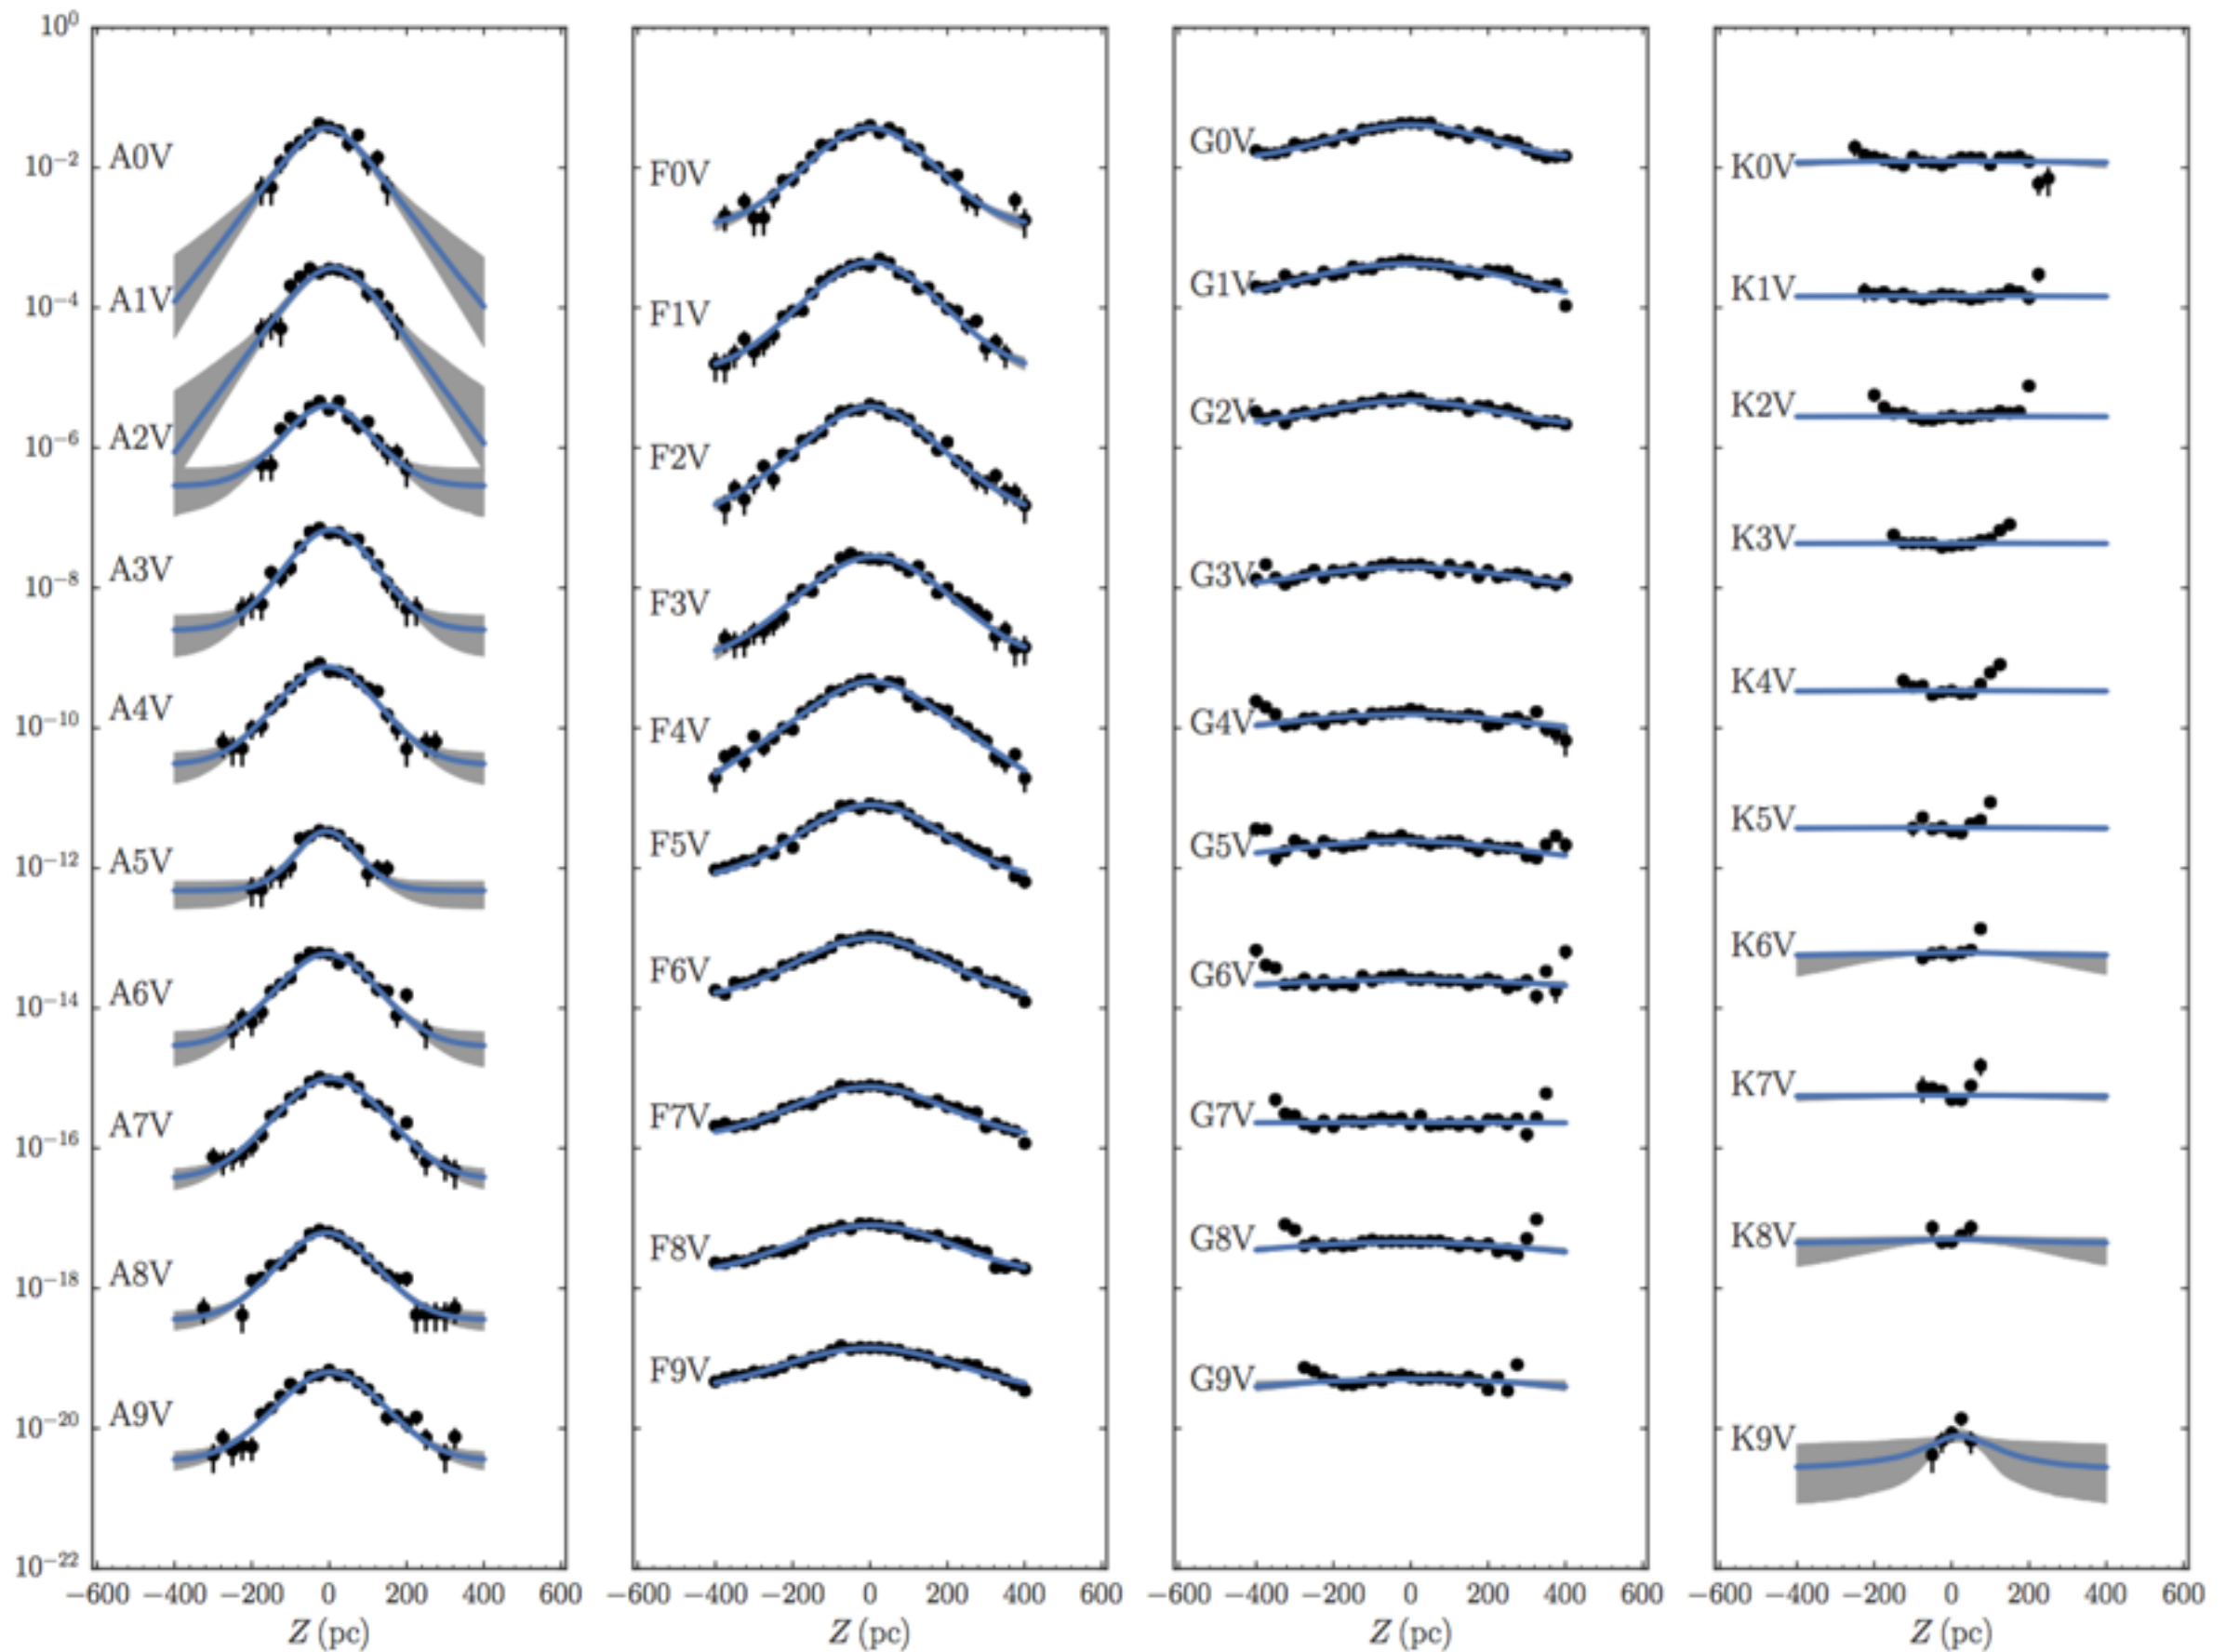 10⁰
10⁻²
10⁻⁴
10⁻⁶
10⁻⁸
10⁻¹⁰
10⁻¹²
10⁻¹⁴
10⁻¹⁶
10⁻¹⁸
10⁻²⁰
10⁻²²
A0V
A1V
A2V
A3V
A4V
A5V
A6V
A7V
A8V
A9V
−600 −400 −200 0 200 400 600
Z (pc)
F0V
F1V
F2V
F3V
F4V
F5V
F6V
F7V
F8V
F9V
−600 −400 −200 0 200 400 600
Z (pc)
G0V
G1V
G2V
G3V
G4V
G5V
G6V
G7V
G8V
G9V
−600 −400 −200 0 200 400 600
Z (pc)
K0V
K1V
K2V
K3V
K4V
K5V
K6V
K7V
K8V
K9V
−600 −400 −200 0 200 400 600
Z (pc)